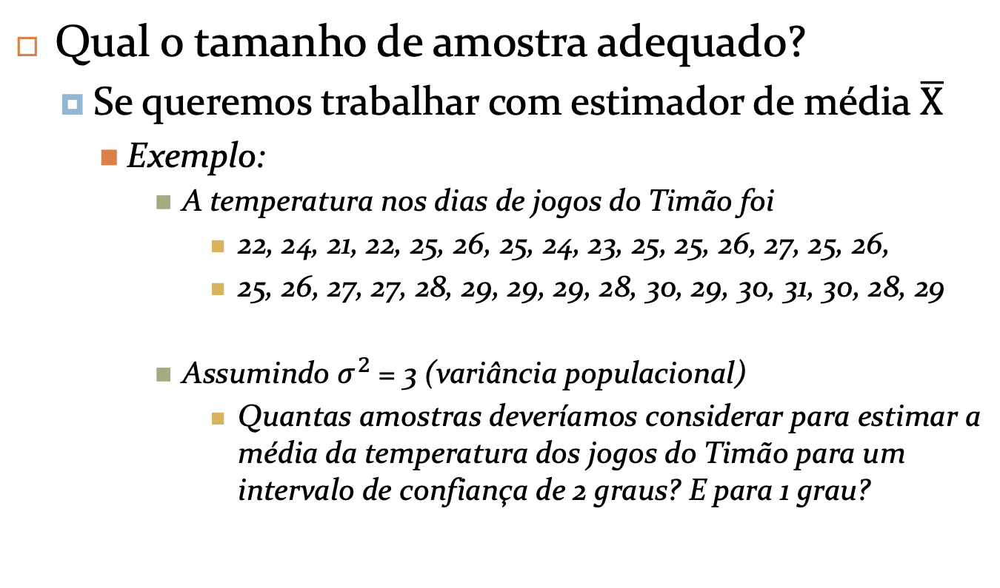 Qual o tamanho de amostra adequado?
Se queremos trabalhar com estimador de média X̅
Exemplo:
A temperatura nos dias de jogos do Timão foi
22, 24, 21, 22, 25, 26, 25, 24, 23, 25, 25, 26, 27, 25, 26,
25, 26, 27, 27, 28, 29, 29, 29, 28, 30, 29, 30, 31, 30, 28, 29
Assumindo σ² = 3 (variância populacional)
Quantas amostras deveríamos considerar para estimar a
média da temperatura dos jogos do Timão para um
intervalo de confiança de 2 graus? E para 1 grau?